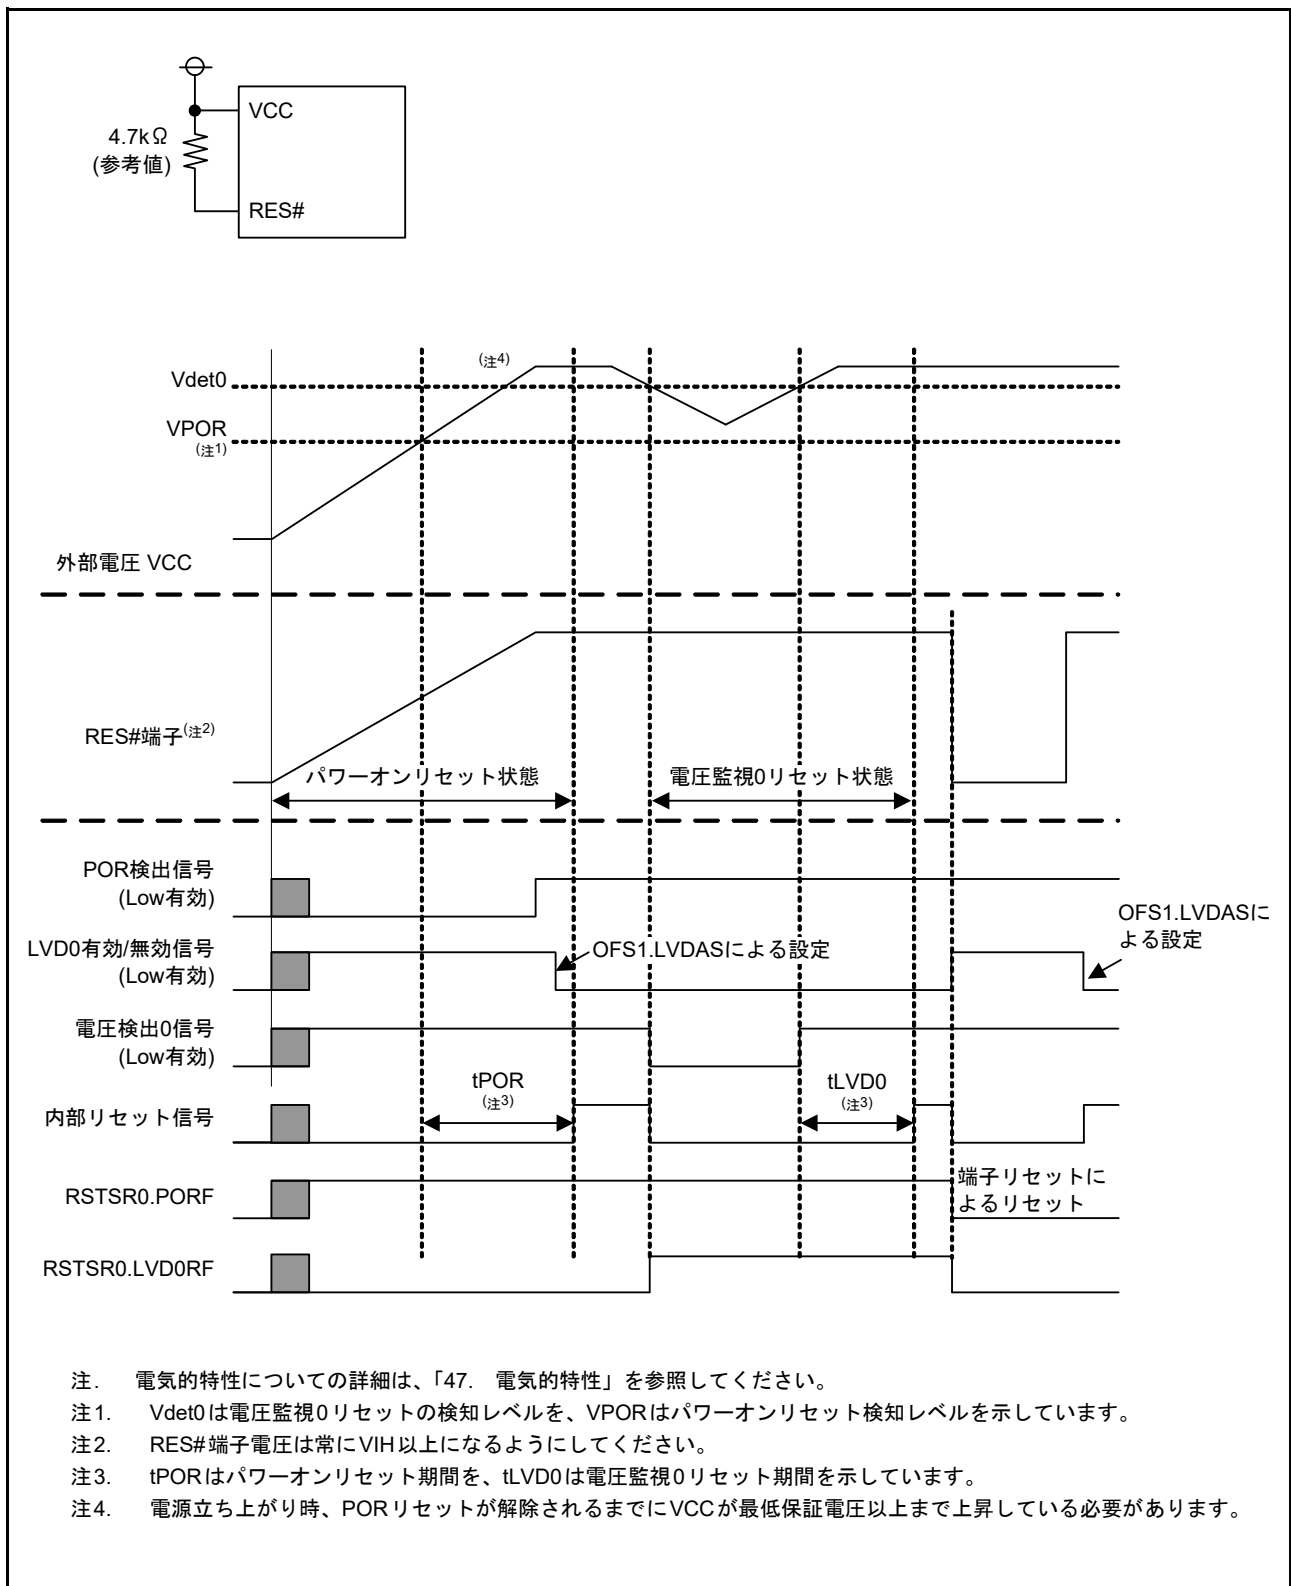 VCC
4.7kΩ
(参考値)
RES#
(注4)
Vdet0
VPOR
(注1)
外部電圧 VCC
RES#端子(注2)
パワーオンリセット状態
電圧監視0リセット状態
POR検出信号
(Low有効)
OFS1.LVDASに
よる設定
LVD0有効/無効信号
(Low有効)
OFS1.LVDASによる設定
電圧検出0信号
(Low有効)
tPOR
(注3)
tLVD0
(注3)
内部リセット信号
RSTSR0.PORF
端子リセットに
よるリセット
RSTSR0.LVD0RF
注. 電気的特性についての詳細は、「47. 電気的特性」を参照してください。
注1. Vdet0は電圧監視0リセットの検知レベルを、VPORはパワーオンリセット検知レベルを示しています。
注2. RES#端子電圧は常にVIH以上になるようにしてください。
注3. tPORはパワーオンリセット期間を、tLVD0は電圧監視0リセット期間を示しています。
注4. 電源立ち上がり時、PORリセットが解除されるまでにVCCが最低保証電圧以上まで上昇している必要があります。